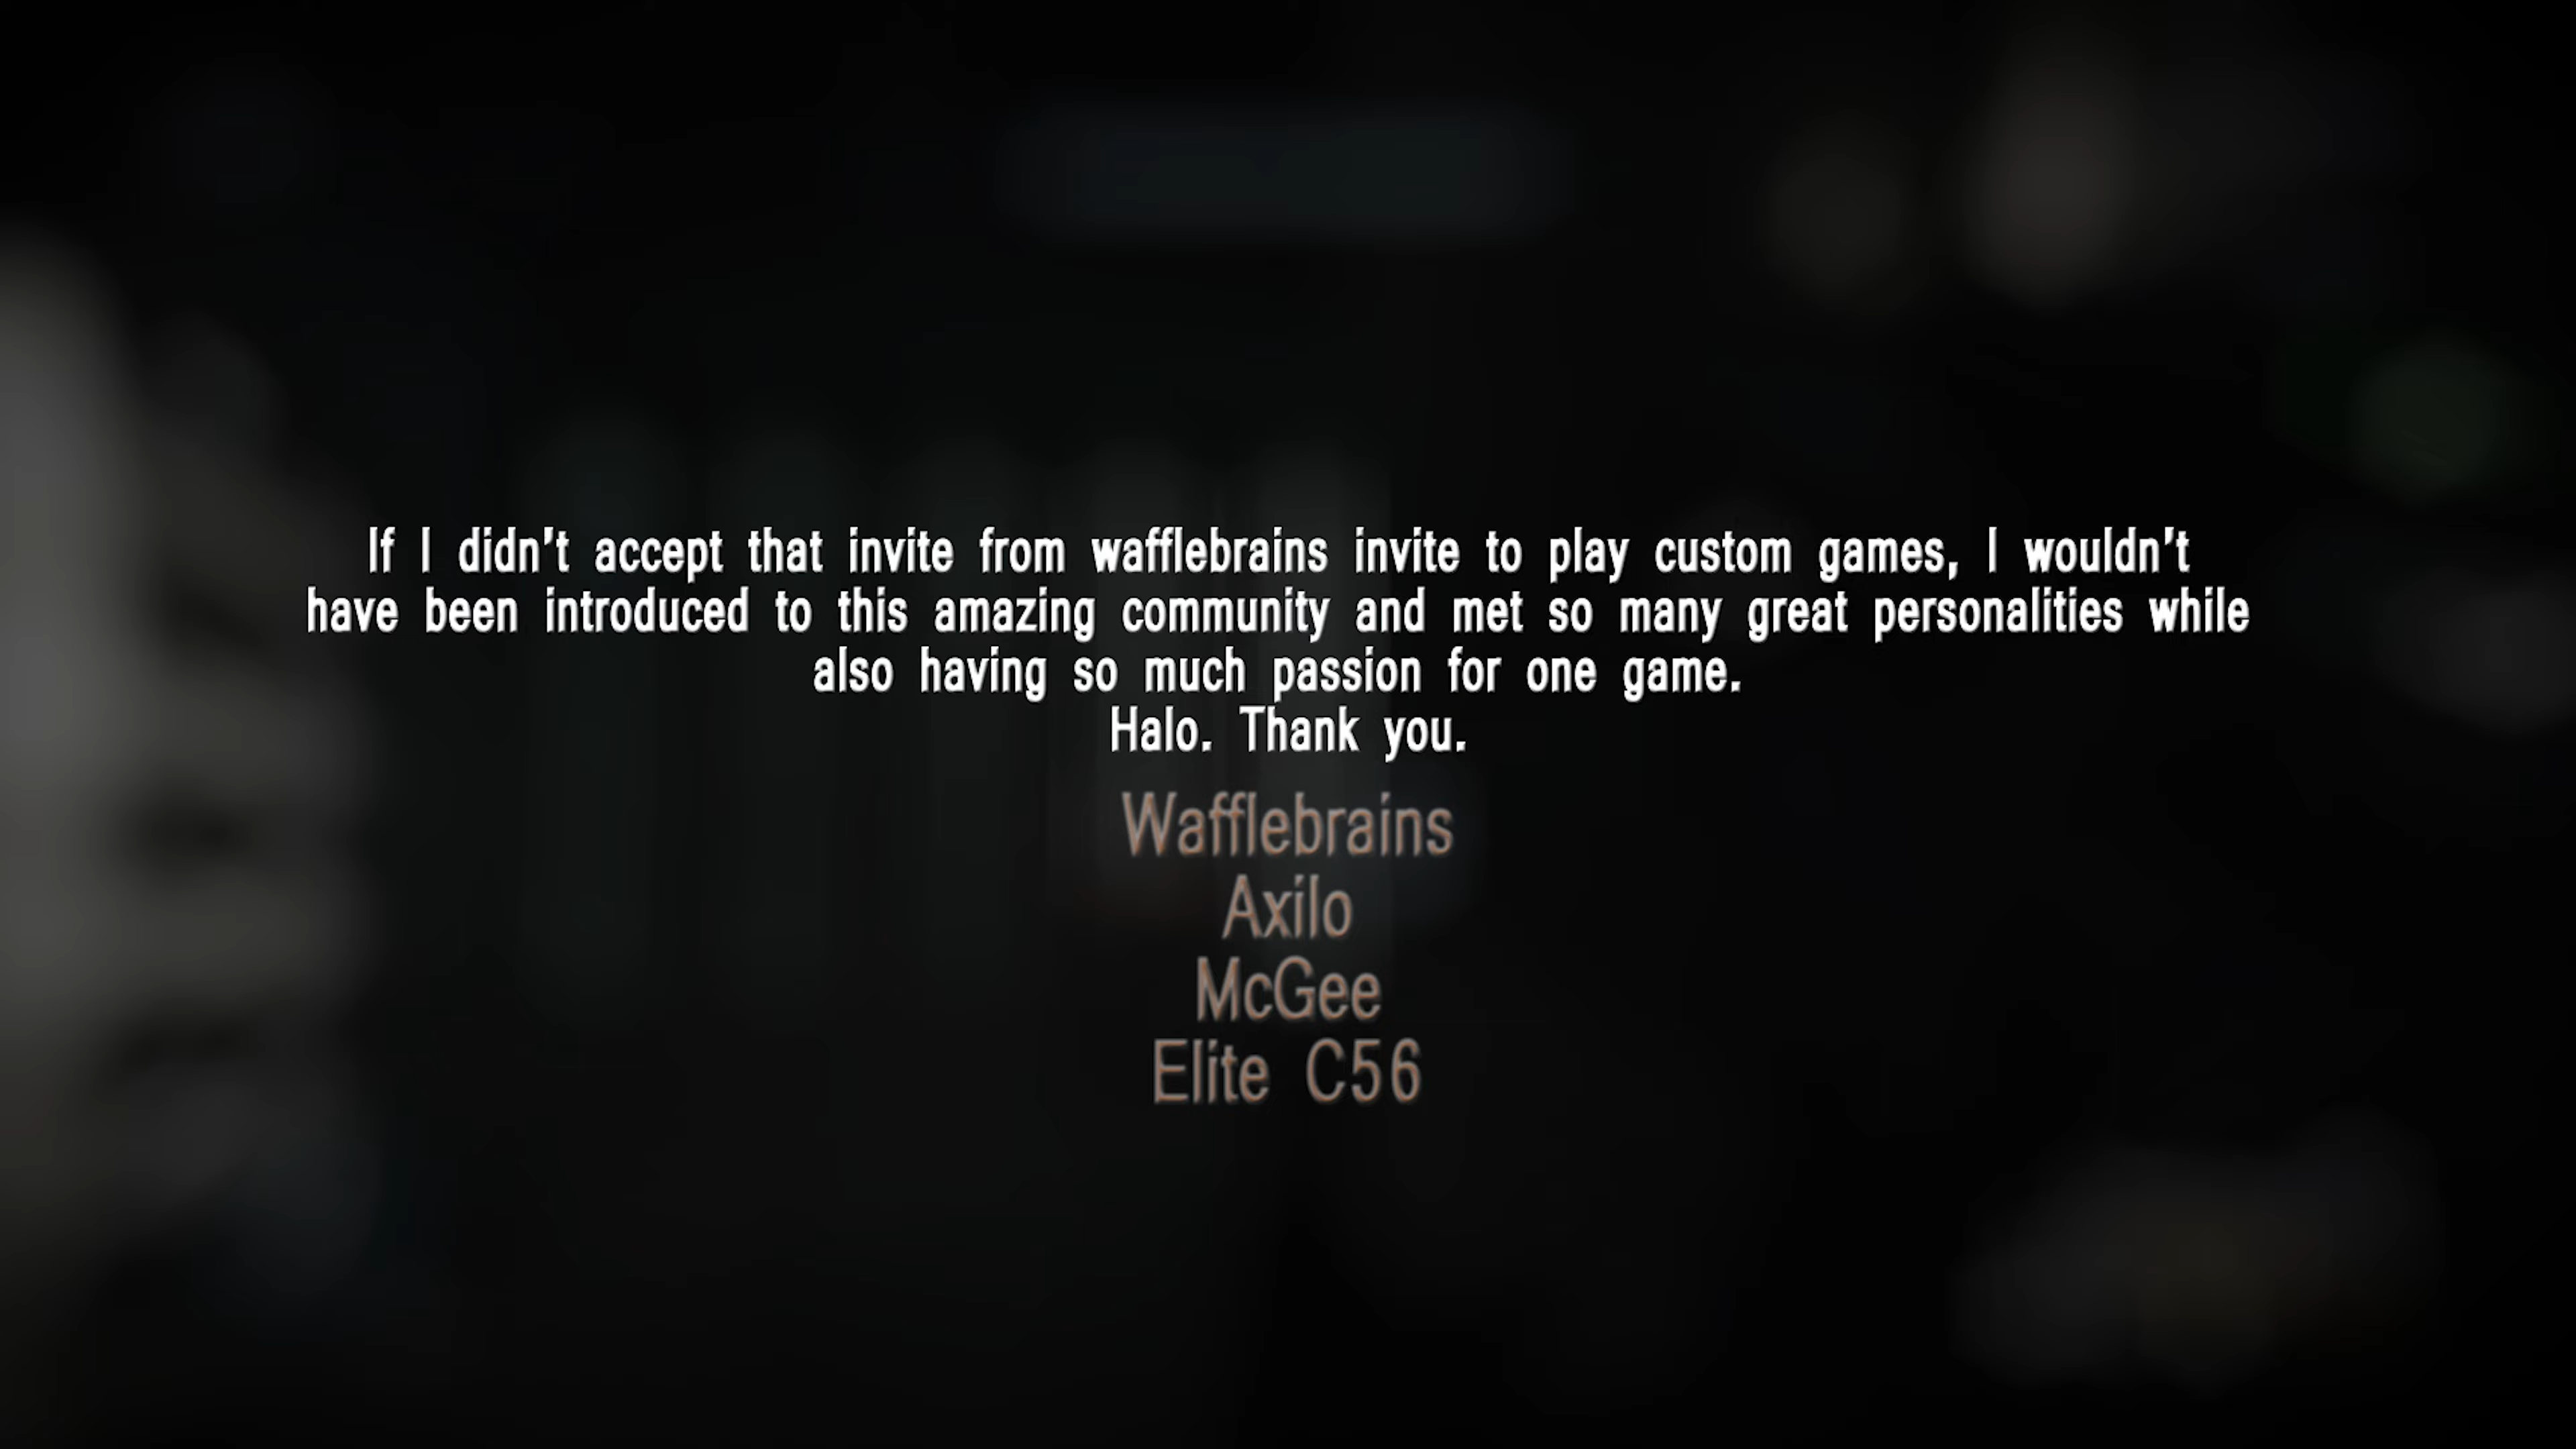 If I didn't accept that invite from wafflebrains invite to play custom games, I wouldn't
have been introduced to this amazing community and met so many great personalities while
also having so much passion for one game.
Halo. Thank you.
Wafflebrains
Axilo
McGee
Elite C56